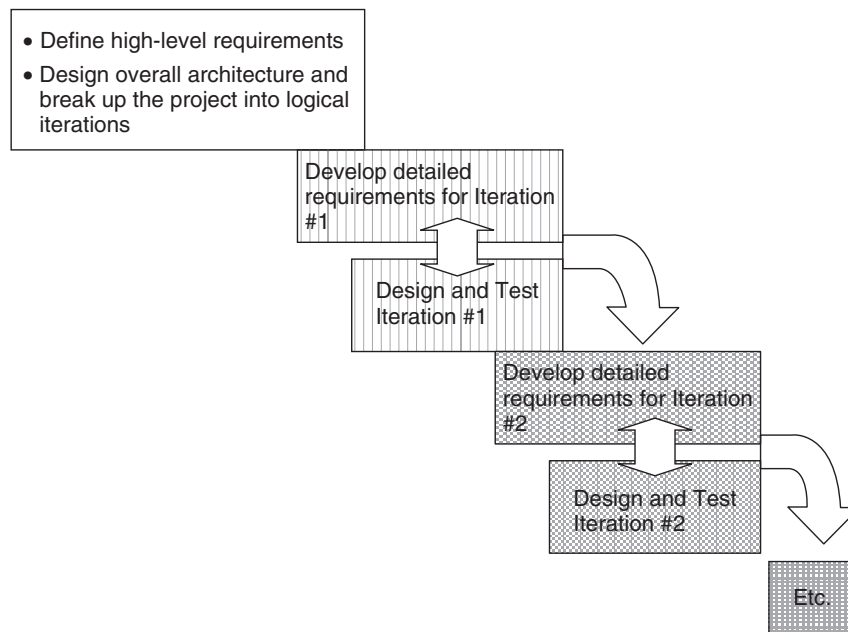 • Define high-level requirements
• Design overall architecture and
break up the project into logical
iterations
Develop detailed
requirements for Iteration
#1
Design and Test
Iteration #1
Develop detailed
requirements for Iteration
#2
Design and Test
Iteration #2
Etc.